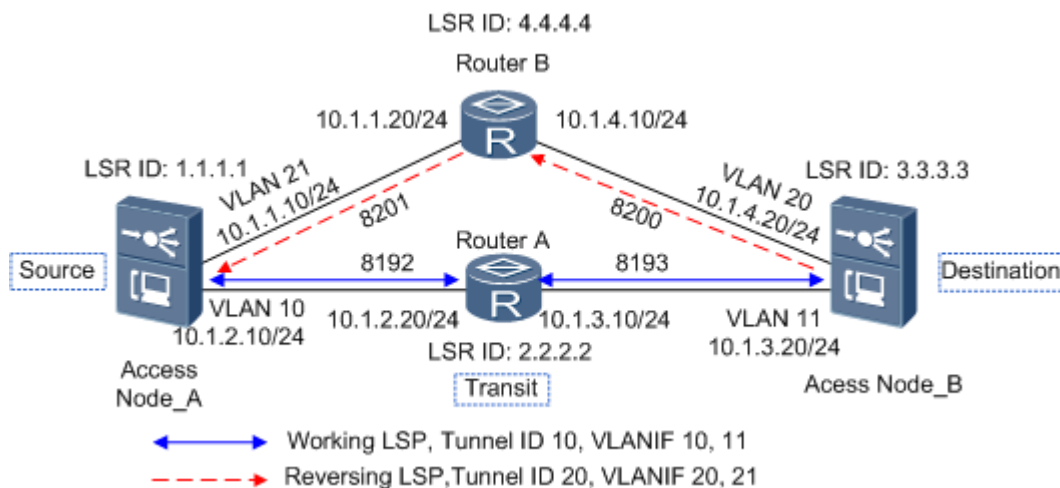 LSR ID: 4.4.4.4
Router B
10.1.1.20/24
10.1.4.10/24
R
LSR ID: 1.1.1.1
LSR ID: 3.3.3.3
VLAN 21
10.1.1.10/24
8201
VLAN 20
10.1.4.20/24
8200
Router A
Source
8192
8193
Destination
R
VLAN 10
10.1.2.10/24
10.1.2.20/24
10.1.3.10/24
VLAN 11
10.1.3.20/24
LSR ID: 2.2.2.2
Access
Node_A
Transit
Acess Node_B
Working LSP, Tunnel ID 10, VLANIF 10, 11
Reversing LSP,Tunnel ID 20, VLANIF 20, 21